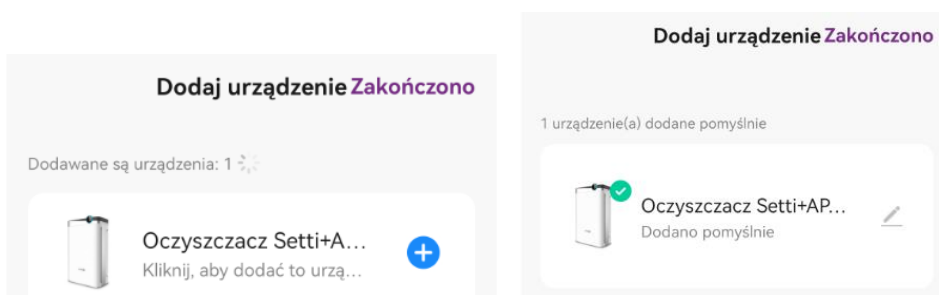 Dodaj urządzenie Zakończono
Dodawane są urządzenia: 1
Oczyszczacz Setti+A...
Kliknij, aby dodać to urzą...
Dodaj urządzenie Zakończono
1 urządzenie(a) dodane pomyślnie
Oczyszczacz Setti+AP...
Dodano pomyślnie